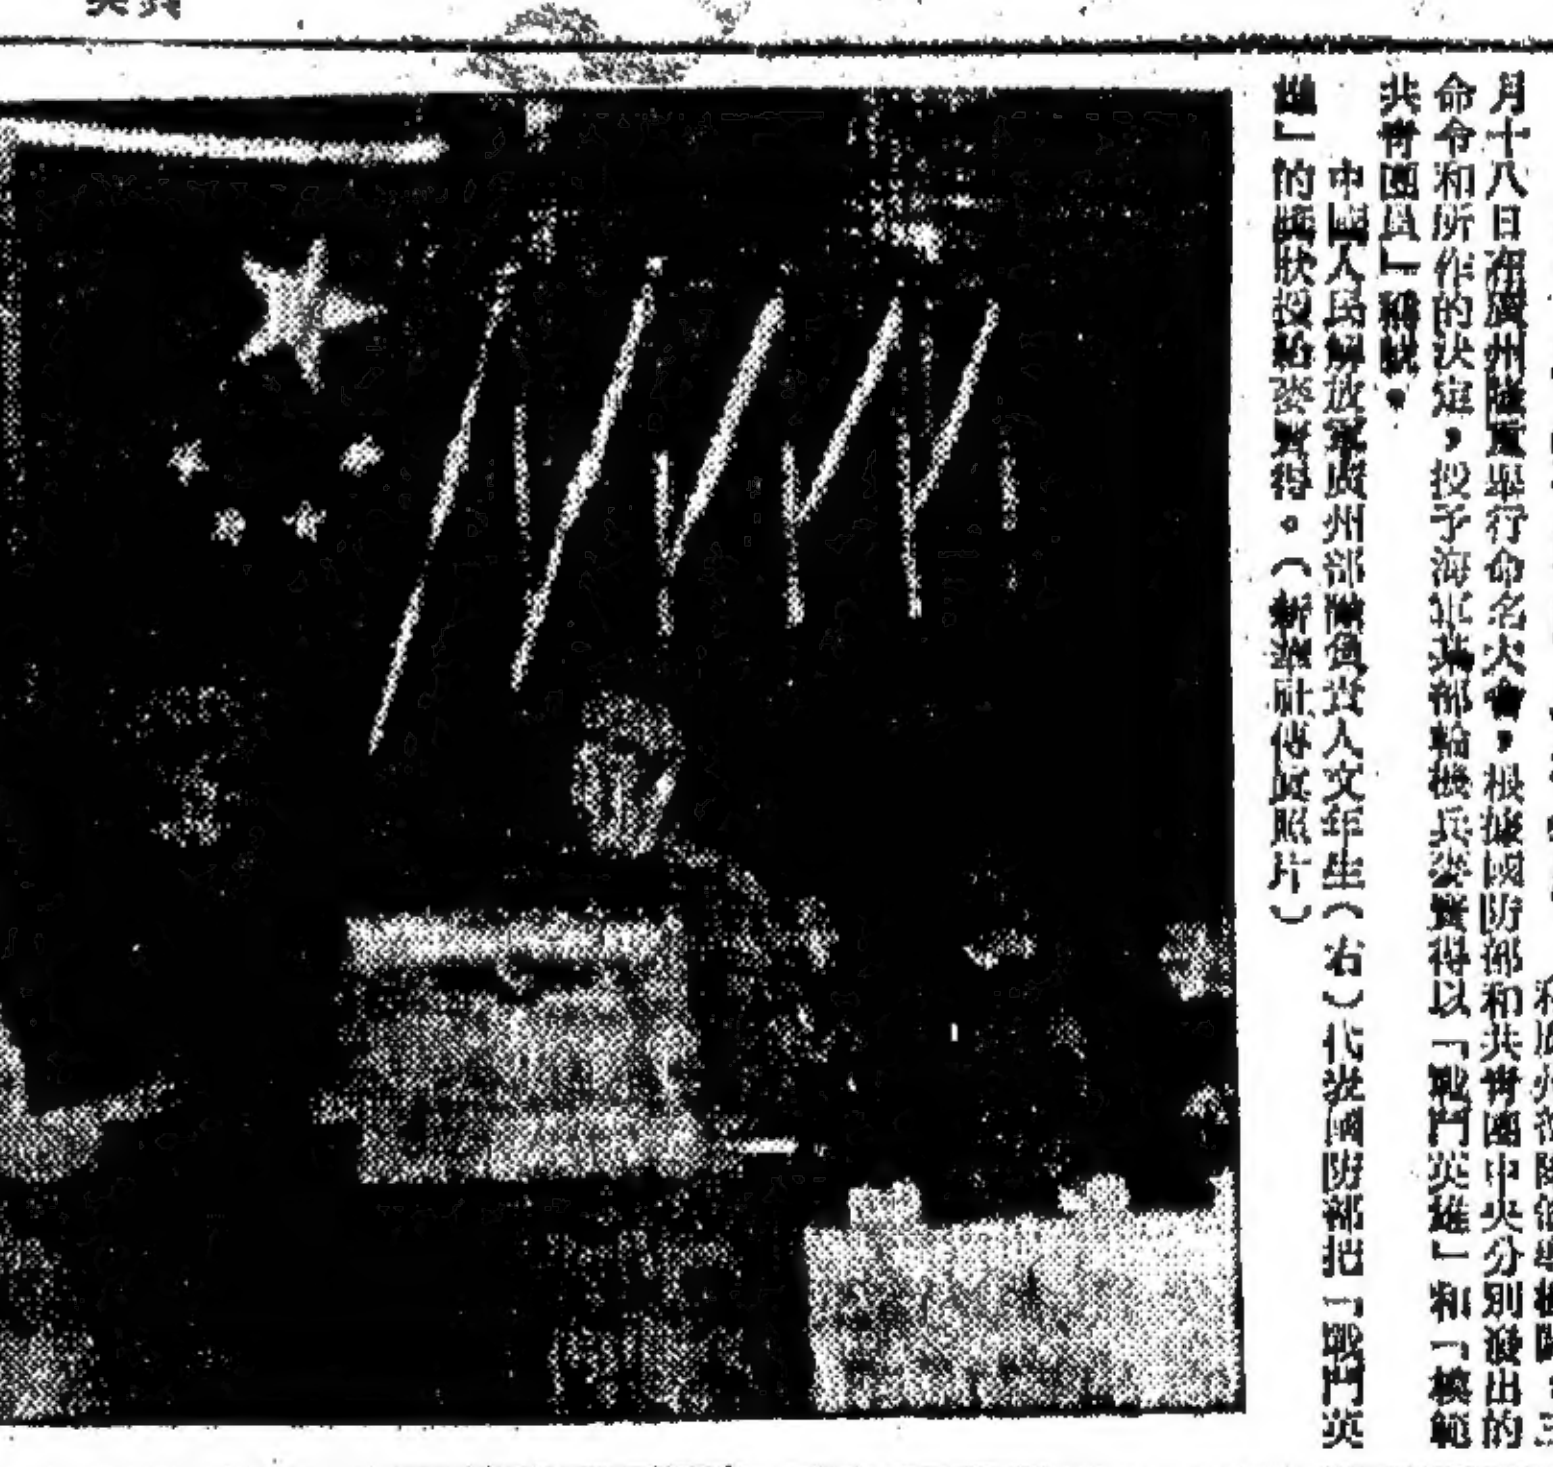 月十八日在廣州隆重舉行命名大會，根據國防部和共青團中央分別發出的
命令和所作的決定，授予海軍某部輪機兵麥賢得以「戰鬥英雄」和「模範
共青團員」稱號。
中國人民解放軍廣州部隊負責人文年生（右）代表國防部把「戰鬥英
雄」的獎狀授給麥賢得。（新華社傳真照片）